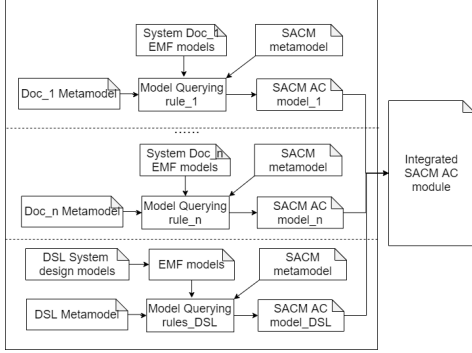 System Doc_1
EMF models
SACM
metamodel
Doc_1 Metamodel
Model Querying
rule_1
SACM AC
model_1
......
System Doc_n
EMF models
SACM
metamodel
Doc_n Metamodel
Model Querying
rule_n
SACM AC
model_n
Integrated
SACM AC
module
DSL System
design models
EMF models
SACM
metamodel
DSL Metamodel
Model Querying
rules_DSL
SACM AC
model_DSL